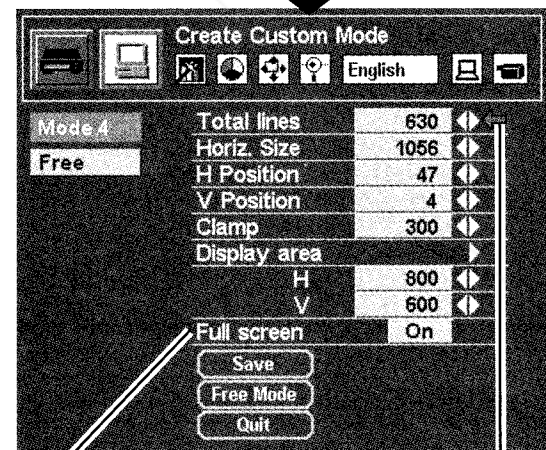 Create Custom Mode
English
Mode 4
Free
Total lines 630
Horiz. Size 1056
H Position 47
V Position 4
Clamp 300
Display area
H 800
V 600
Full screen On
Save
Free Mode
Quit